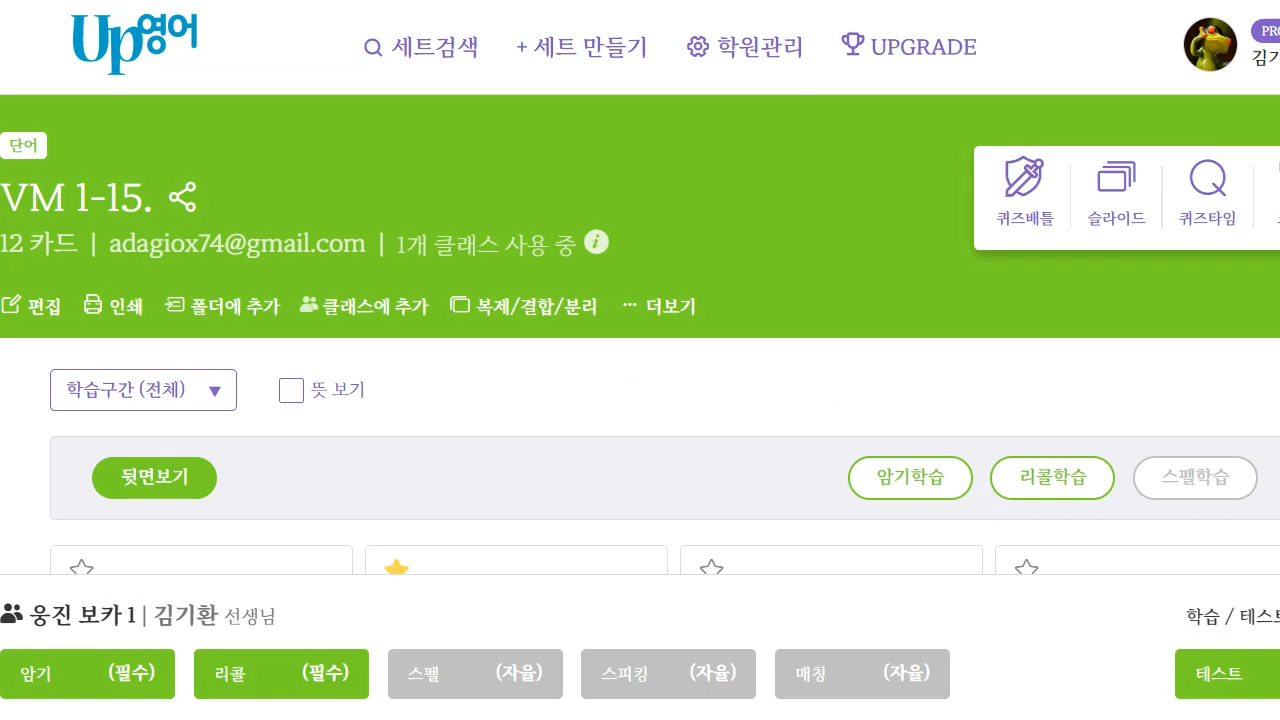 Up영어
세트검색
+ 세트 만들기
학원관리
UPGRADE
단어
VM 1-15.
12 카드 | adagiox74@gmail.com | 1개 클래스 사용 중 i
퀴즈배틀
슬라이드
퀴즈타임
편집
인쇄
폴더에 추가
클래스에 추가
복제/결합/분리
··· 더보기
학습구간 (전체) ▼
뜻 보기
뒷면보기
암기학습
리콜학습
스펠학습
웅진 보카 1 | 김기환 선생님
학습 /
암기 (필수)
리콜 (필수)
스펠 (자율)
스피킹 (자율)
매칭 (자율)
테스트